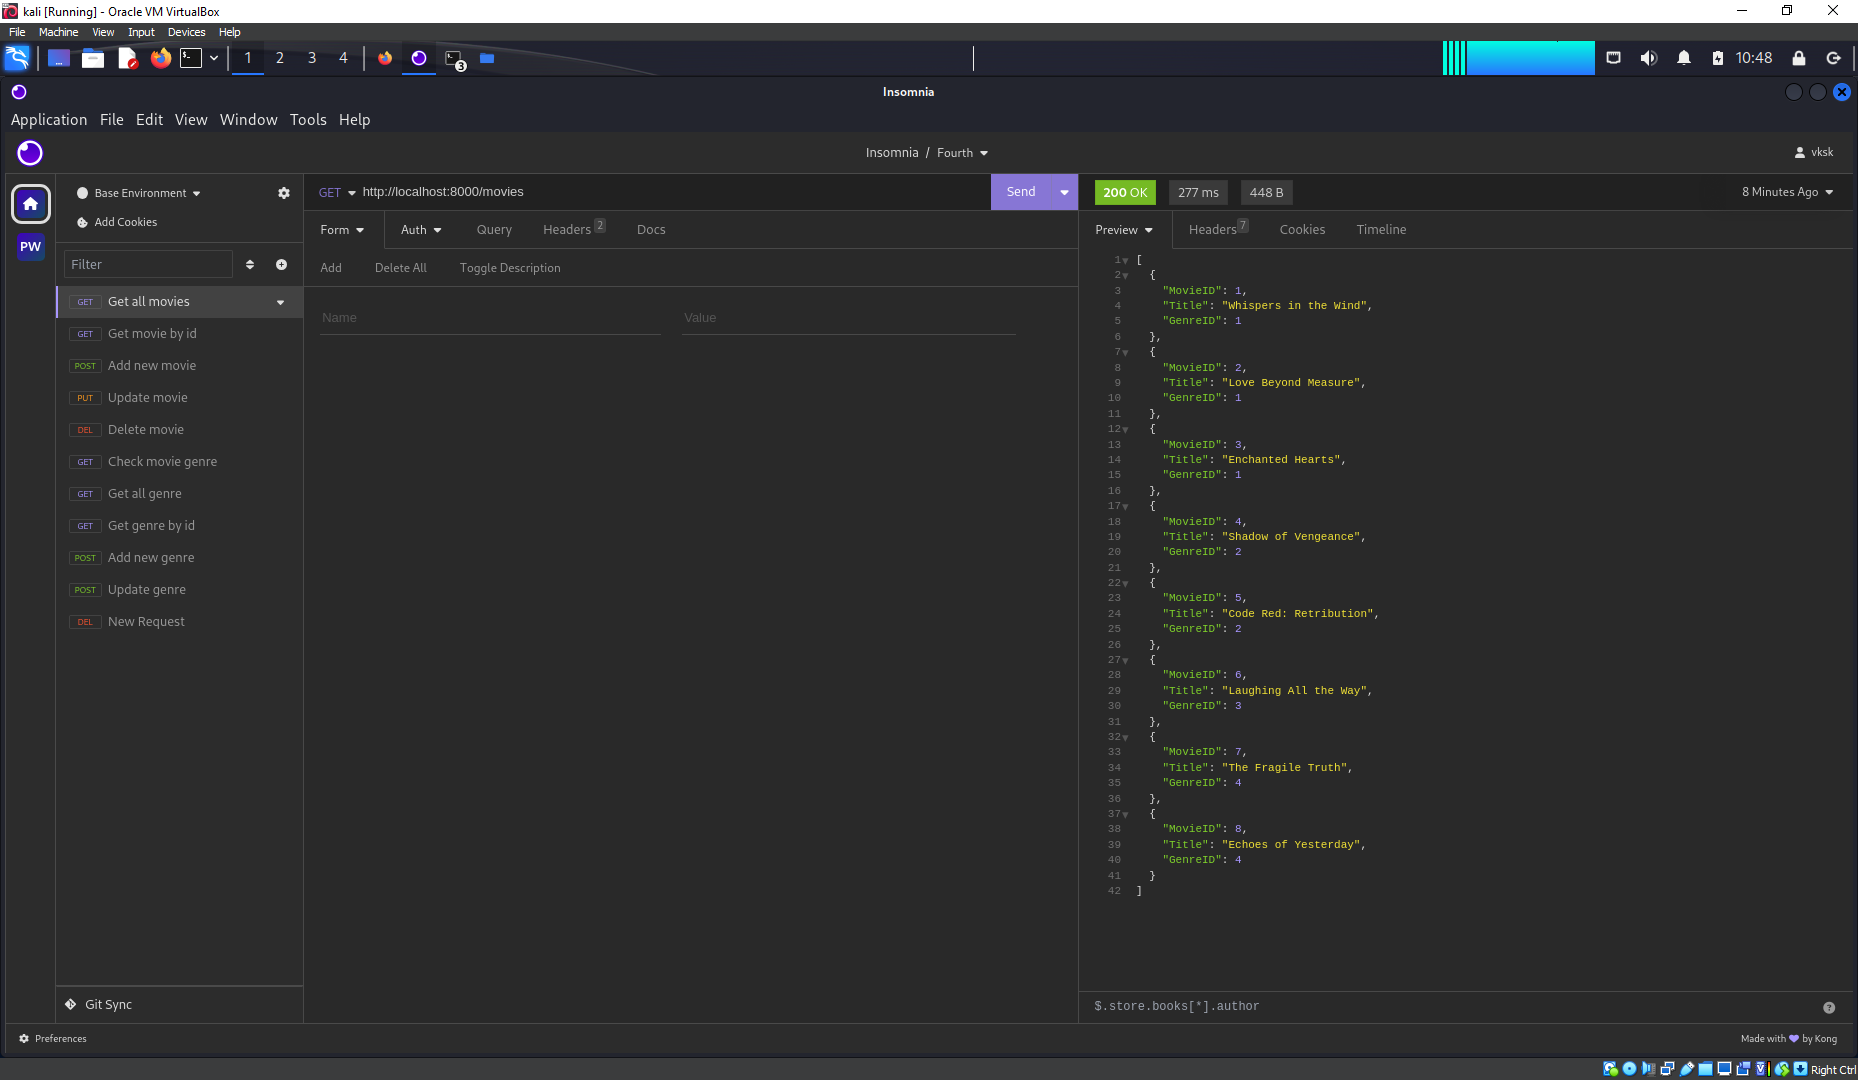 kali [Running] - Oracle VM VirtualBox
File Machine View Input Devices Help
1 2 3 4 3 10:48
Insomnia
Application File Edit View Window Tools Help
Insomnia / Fourth vksk
PW
Base Environment
Add Cookies
Filter
GET Get all movies
GET Get movie by id
POST Add new movie
PUT Update movie
DEL Delete movie
GET Check movie genre
GET Get all genre
GET Get genre by id
POST Add new genre
POST Update genre
DEL New Request
Git Sync
GET http://localhost:8000/movies Send
Form Auth Query Headers 2 Docs
Add Delete All Toggle Description
Name Value
200 OK 277 ms 448 B 8 Minutes Ago
Preview Headers 7 Cookies Timeline
1 [
2 {
3 "MovieID": 1,
4 "Title": "Whispers in the Wind",
5 "GenreID": 1
6 },
7 {
8 "MovieID": 2,
9 "Title": "Love Beyond Measure",
10 "GenreID": 1
11 },
12 {
13 "MovieID": 3,
14 "Title": "Enchanted Hearts",
15 "GenreID": 1
16 },
17 {
18 "MovieID": 4,
19 "Title": "Shadow of Vengeance",
20 "GenreID": 2
21 },
22 {
23 "MovieID": 5,
24 "Title": "Code Red: Retribution",
25 "GenreID": 2
26 },
27 {
28 "MovieID": 6,
29 "Title": "Laughing All the Way",
30 "GenreID": 3
31 },
32 {
33 "MovieID": 7,
34 "Title": "The Fragile Truth",
35 "GenreID": 4
36 },
37 {
38 "MovieID": 8,
39 "Title": "Echoes of Yesterday",
40 "GenreID": 4
41 }
42 ]
$.store.books[*].author
Preferences
Made with 💜 by Kong
Right Ctrl